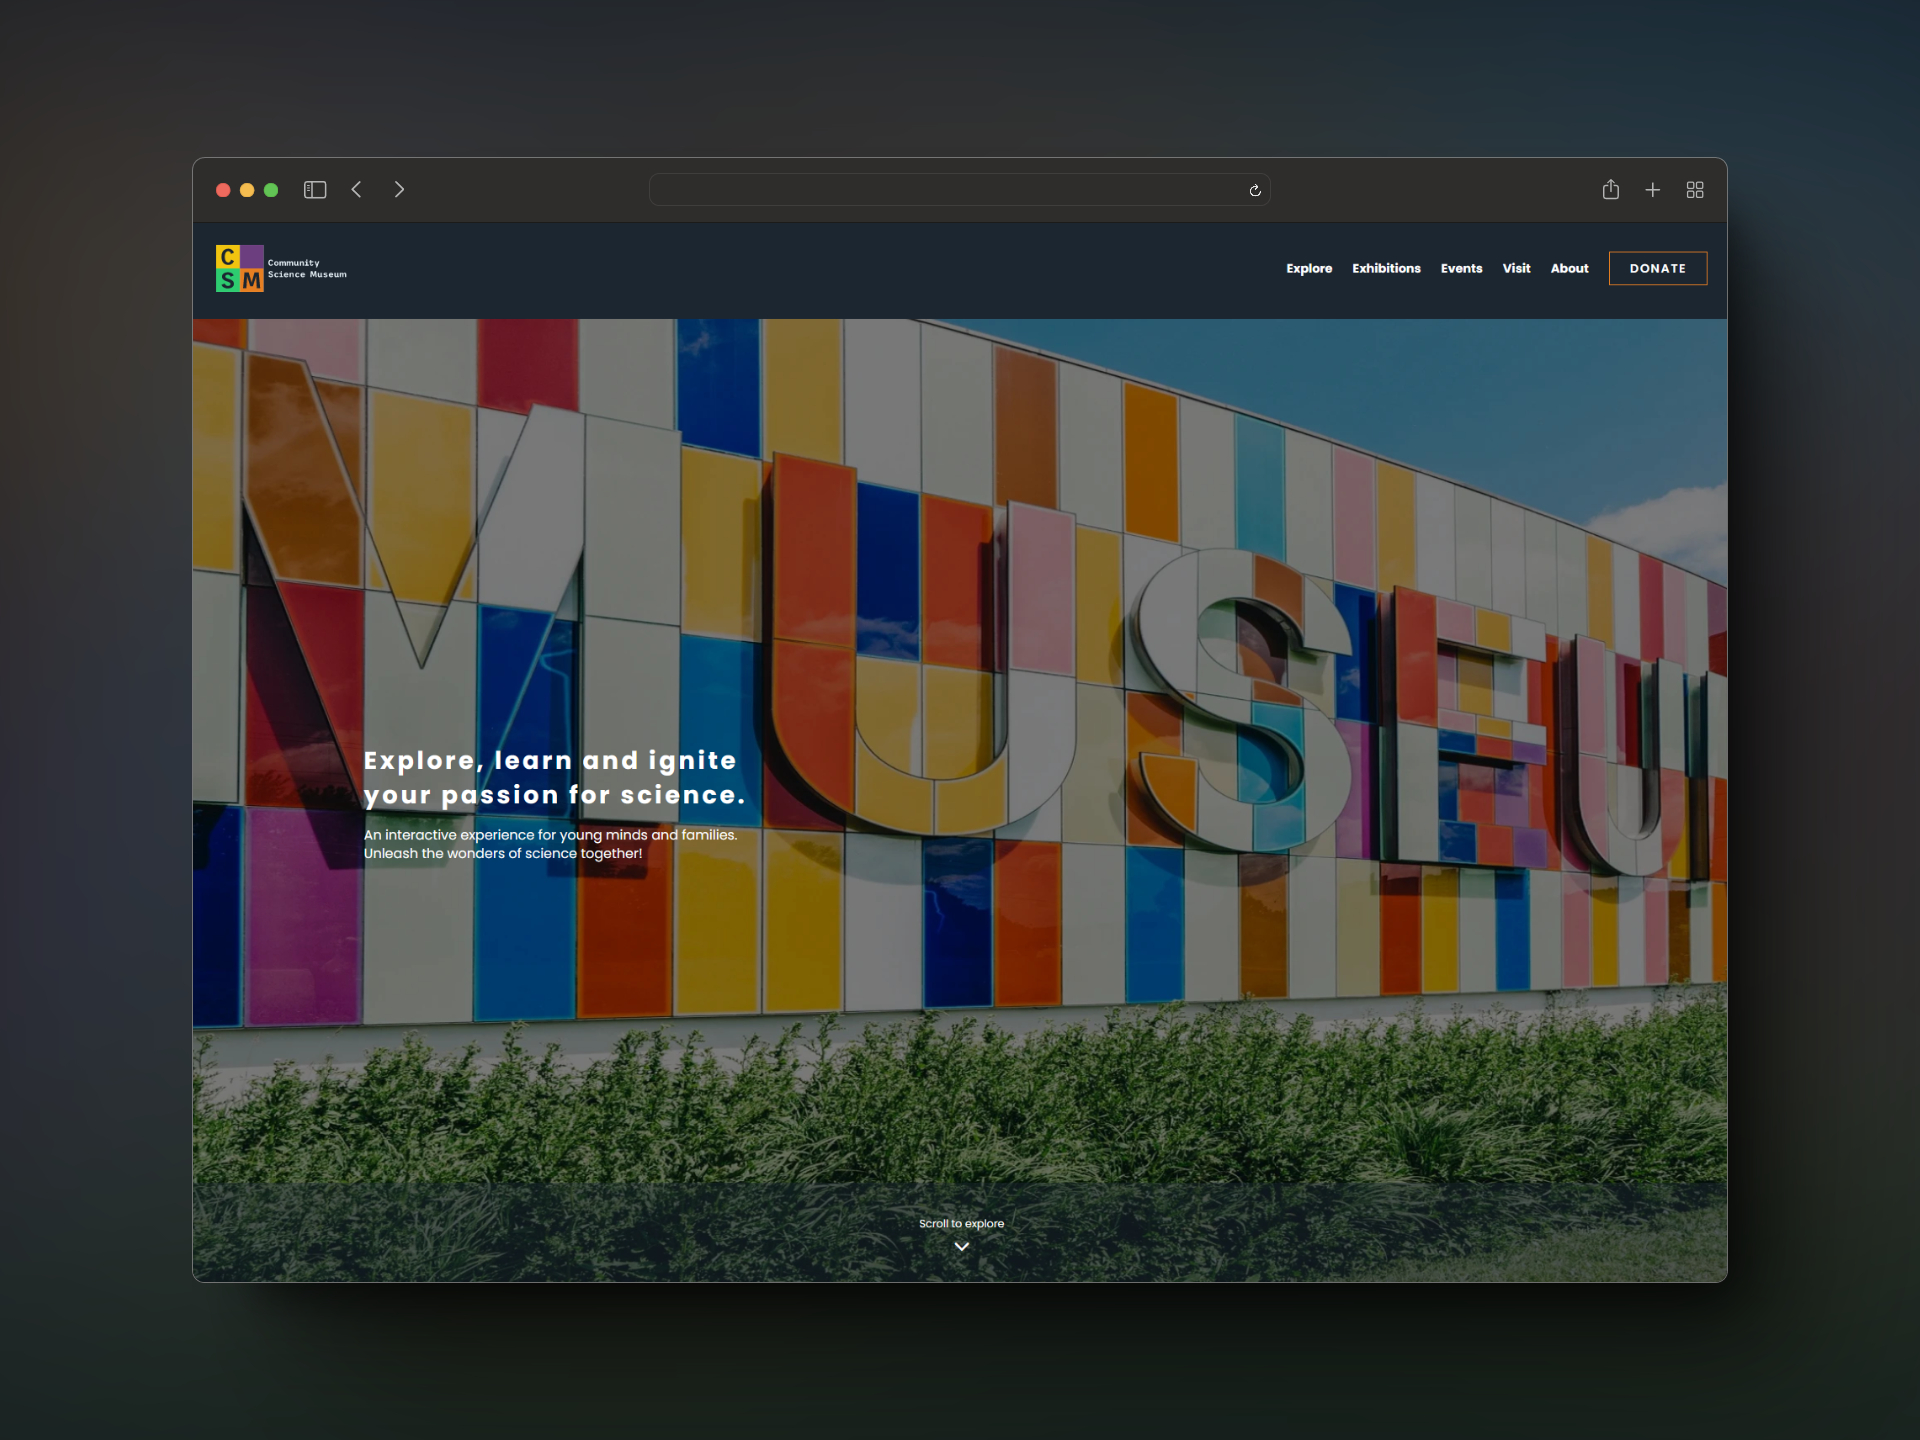 C
S M
Community
Science Museum
Explore Exhibitions Events Visit About DONATE
MUSEU
Explore, learn and ignite
your passion for science.
An interactive experience for young minds and families.
Unleash the wonders of science together!
Scroll to explore